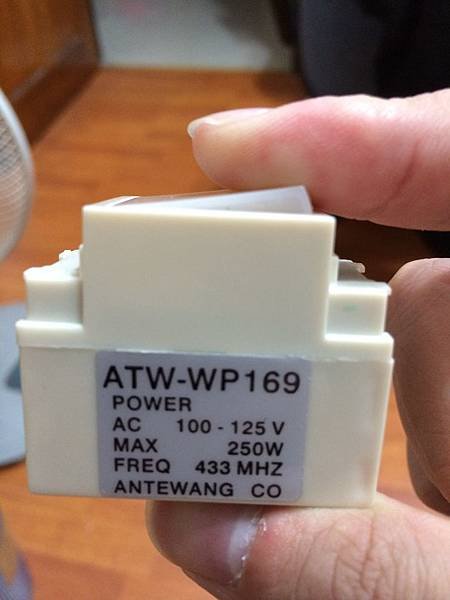 ATW-WP169
POWER
AC 100 - 125 V
MAX 250W
FREQ 433 MHZ
ANTEWANG CO